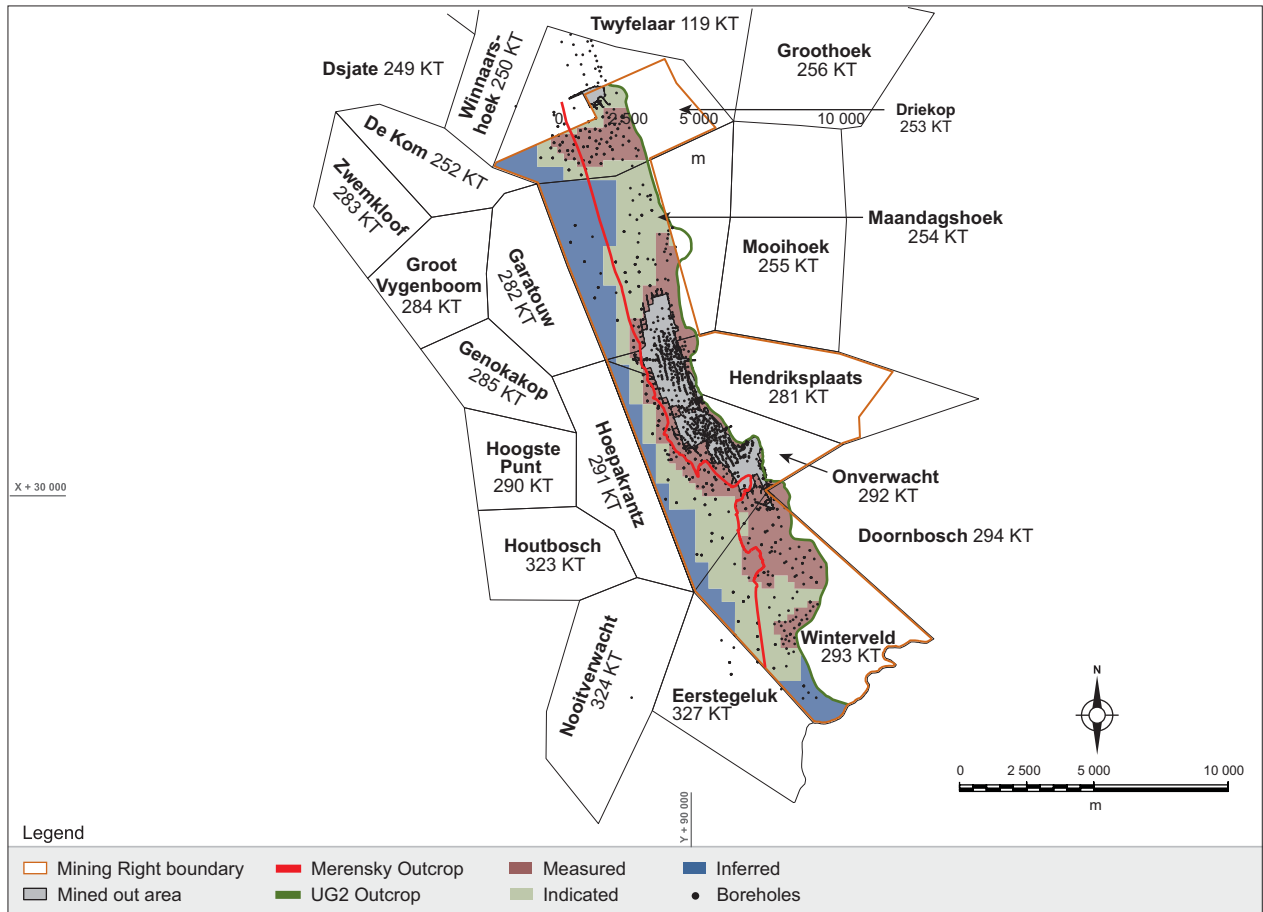 Twyfelaar 119 KT
Groothoek
256 KT
Dsjate 249 KT
Winnaars-
hoek 250 KT
Driekop
253 KT
0
2 500
5 000
10 000
m
De Kom 252 KT
Zwemkloof
283 KT
Maandagshoek
254 KT
Mooihoek
255 KT
Groot
Vygenboom
284 KT
Garatouw
282 KT
Genokakop
285 KT
Hendriksplaats
281 KT
Hoogste
Punt
290 KT
Hoepakrantz
291 KT
Onverwacht
292 KT
X + 30 000
Doornbosch 294 KT
Houtbosch
323 KT
Nooitverwacht
324 KT
Winterveld
293 KT
Eerstegeluk
327 KT
N
0
2 500
5 000
10 000
m
Y + 90 000
Legend
Mining Right boundary
Merensky Outcrop
Measured
Inferred
Mined out area
UG2 Outcrop
Indicated
Boreholes